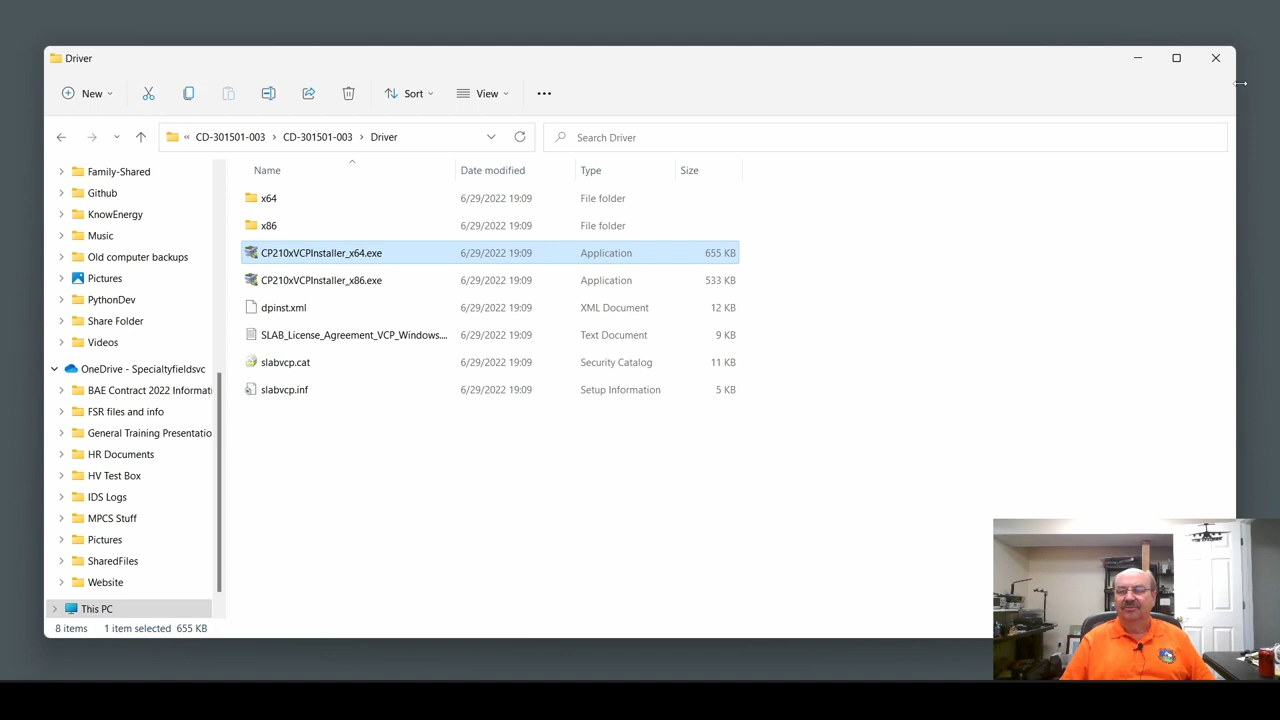 Driver
New
Sort
View
« CD-301501-003 > CD-301501-003 > Driver
Search Driver
Name Date modified Type Size
x64 6/29/2022 19:09 File folder
x86 6/29/2022 19:09 File folder
CP210xVCPInstaller_x64.exe 6/29/2022 19:09 Application 655 KB
CP210xVCPInstaller_x86.exe 6/29/2022 19:09 Application 533 KB
dpinst.xml 6/29/2022 19:09 XML Document 12 KB
SLAB_License_Agreement_VCP_Windows.... 6/29/2022 19:09 Text Document 9 KB
slabvcp.cat 6/29/2022 19:09 Security Catalog 11 KB
slabvcp.inf 6/29/2022 19:09 Setup Information 5 KB
Family-Shared
Github
KnowEnergy
Music
Old computer backups
Pictures
PythonDev
Share Folder
Videos
OneDrive - Specialtyfieldsvc
BAE Contract 2022 Informati
FSR files and info
General Training Presentatio
HR Documents
HV Test Box
IDS Logs
MPCS Stuff
Pictures
SharedFiles
Website
This PC
8 items 1 item selected 655 KB